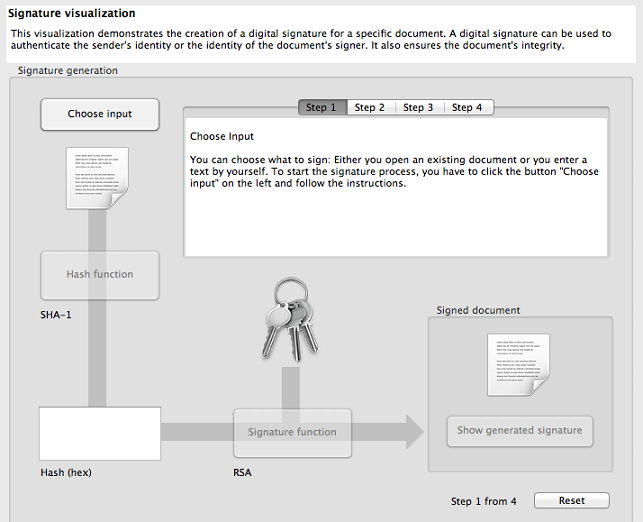 Signature visualization
This visualization demonstrates the creation of a digital signature for a specific document. A digital signature can be used to
authenticate the sender's identity or the identity of the document's signer. It also ensures the document's integrity.
Signature generation
Choose input
Step 1
Step 2
Step 3
Step 4
Choose Input
You can choose what to sign: Either you open an existing document or you enter a
text by yourself. To start the signature process, you have to click the button "Choose
input" on the left and follow the instructions.
Hash function
SHA-1
Signed document
Signature function
Show generated signature
Hash (hex)
RSA
Step 1 from 4
Reset